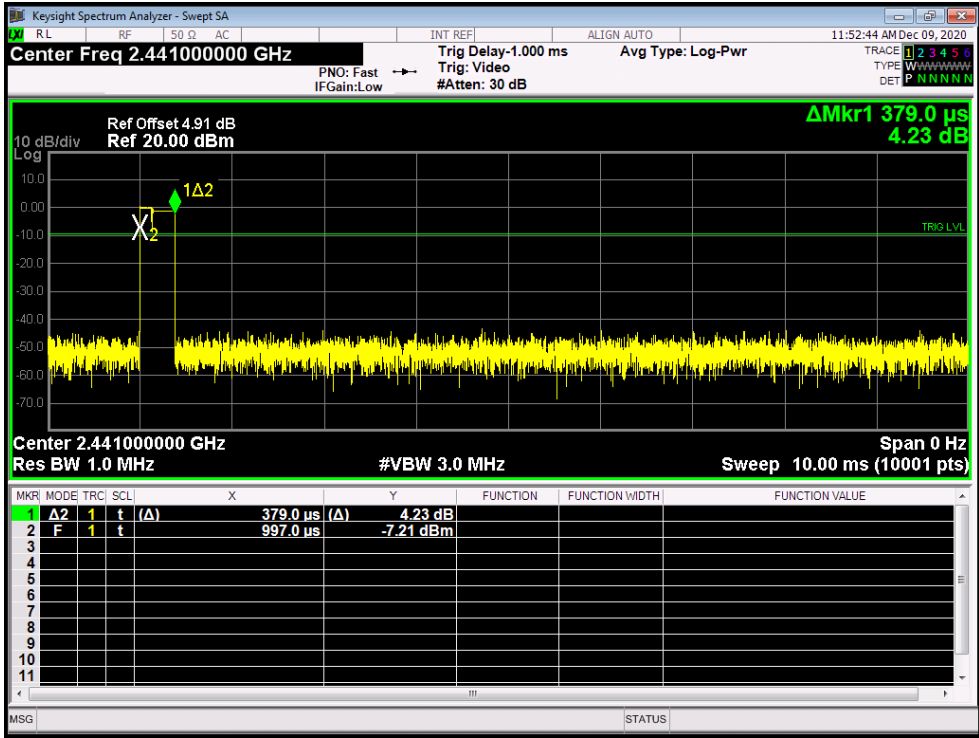 Keysight Spectrum Analyzer - Swept SA
LXI RL RF 50 Ω AC INT REF ALIGN AUTO 11:52:44 AM Dec 09, 2020
Center Freq 2.441000000 GHz Trig Delay-1.000 ms Avg Type: Log-Pwr TRACE 1 2 3 4 5 6
PNO: Fast Trig: Video TYPE WWWWWW
IFGain:Low #Atten: 30 dB DET P N N N N N
ΔMkr1 379.0 µs
4.23 dB
Ref Offset 4.91 dB
10 dB/div Ref 20.00 dBm
Log
10.0
1Δ2
0.00
X2
TRIG LVL
-10.0
-20.0
-30.0
-40.0
-50.0
-60.0
-70.0
Center 2.441000000 GHz Span 0 Hz
Res BW 1.0 MHz #VBW 3.0 MHz Sweep 10.00 ms (10001 pts)
MKR MODE TRC SCL X Y FUNCTION FUNCTION WIDTH FUNCTION VALUE
1 Δ2 1 t (Δ) 379.0 µs (Δ) 4.23 dB
2 F 1 t 997.0 µs -7.21 dBm
3
4
5
6
7
8
9
10
11
MSG STATUS